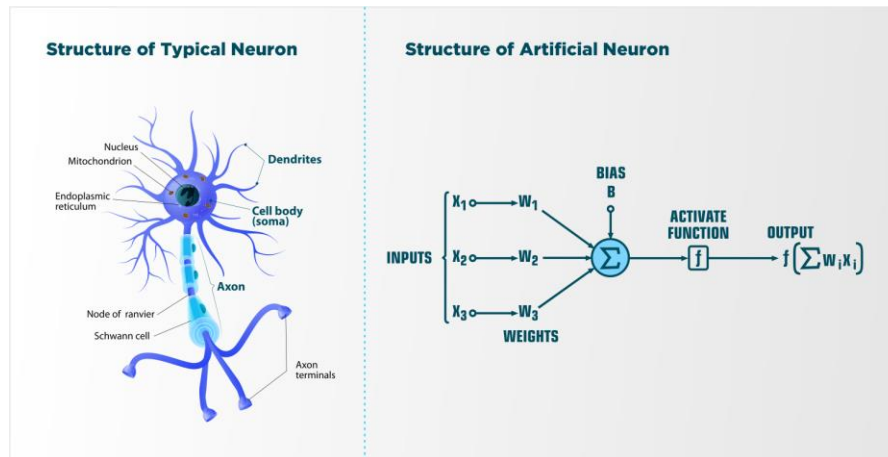 Structure of Typical Neuron
Nucleus
Mitochondrion
Endoplasmic
reticulum
Dendrites
Cell body
(soma)
Axon
Node of ranvier
Schwann cell
Axon
terminals
Structure of Artificial Neuron
BIAS
B
INPUTS
X1 W1
X2 W2
X3 W3
WEIGHTS
Σ
ACTIVATE
FUNCTION
f
OUTPUT
f(∑WiXi)